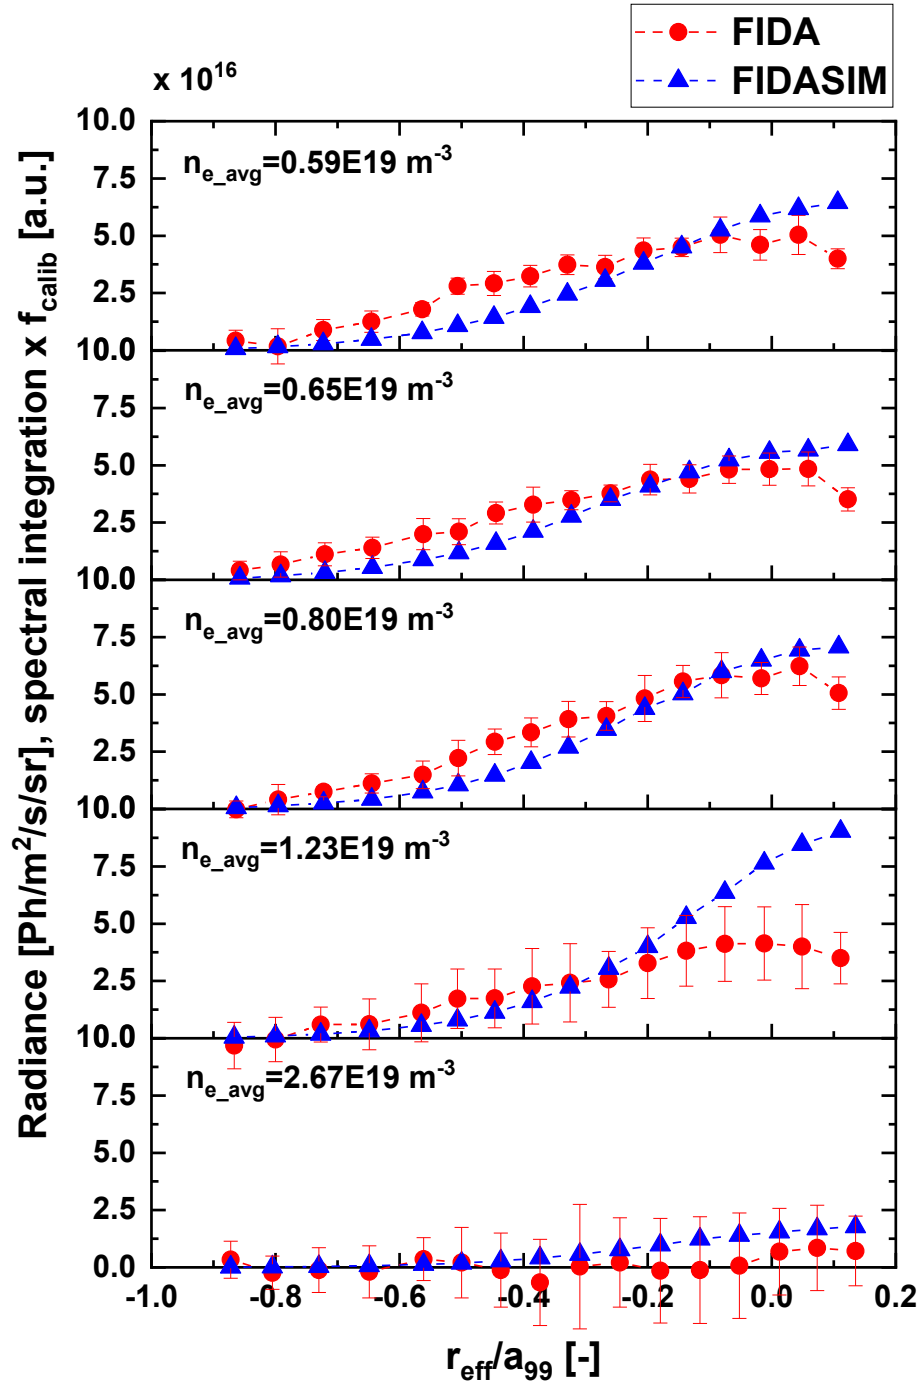 FIDA
FIDASIM
x 10^16
Radiance [Ph/m^2/s/sr], spectral integration x f_calib [a.u.]
10.0
n_e_avg=0.59E19 m^-3
7.5
5.0
2.5
10.0
n_e_avg=0.65E19 m^-3
7.5
5.0
2.5
10.0
n_e_avg=0.80E19 m^-3
7.5
5.0
2.5
10.0
n_e_avg=1.23E19 m^-3
7.5
5.0
2.5
10.0
n_e_avg=2.67E19 m^-3
7.5
5.0
2.5
0.0
-1.0 -0.8 -0.6 -0.4 -0.2 0.0 0.2
r_eff/a_99 [-]